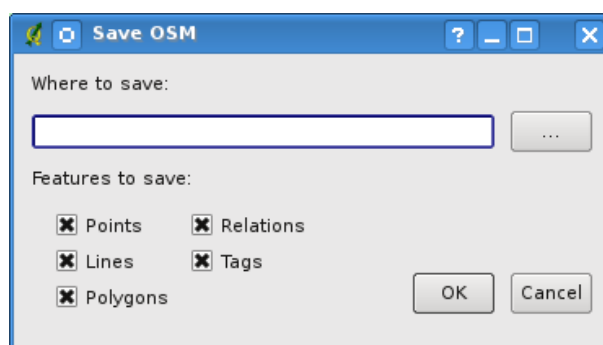 Save OSM
?
Where to save:
...
Features to save:
Points Relations
Lines Tags
Polygons
OK Cancel